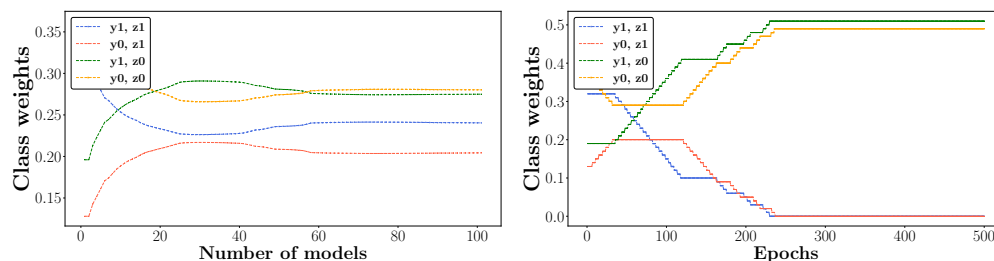 Class weights
0.35
0.30
0.25
0.20
0.15
y1, z1
y0, z1
y1, z0
y0, z0
0
20
40
60
80
100
Number of models
Class weights
0.5
0.4
0.3
0.2
0.1
0.0
y1, z1
y0, z1
y1, z0
y0, z0
0
100
200
300
400
500
Epochs